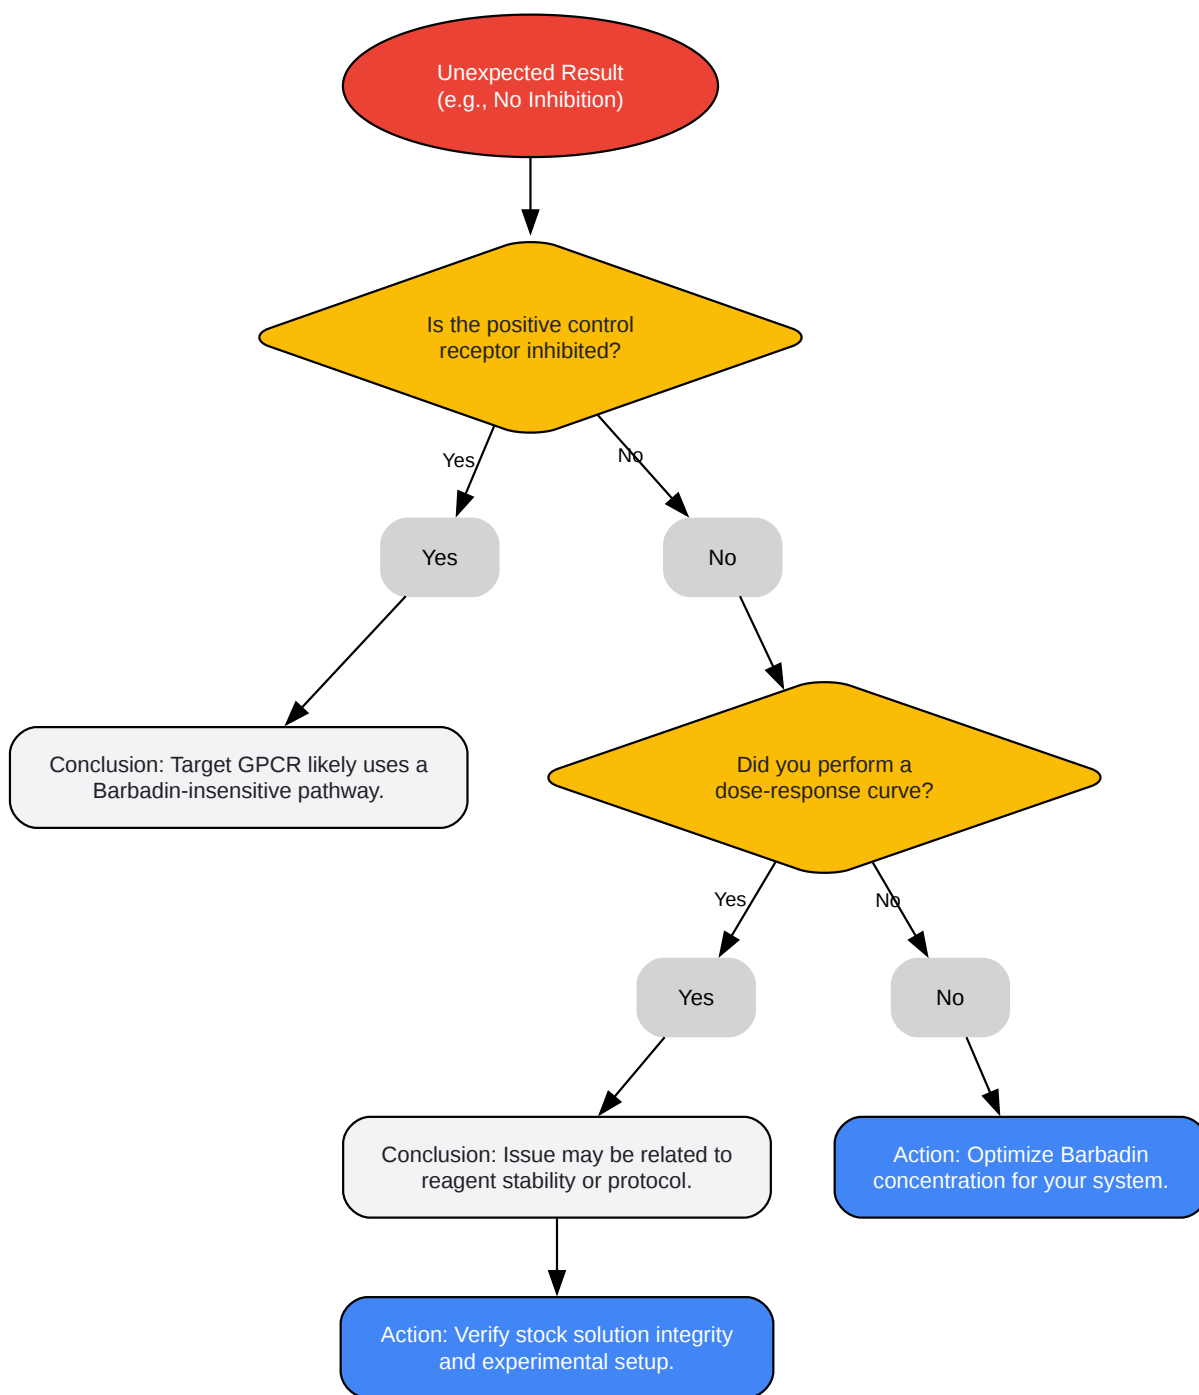 Unexpected Result
(e.g., No Inhibition)
Is the positive control
receptor inhibited?
Yes
No
Yes
No
Conclusion: Target GPCR likely uses a
Barbadin-insensitive pathway.
Did you perform a
dose-response curve?
Yes
No
Yes
No
Conclusion: Issue may be related to
reagent stability or protocol.
Action: Optimize Barbadin
concentration for your system.
Action: Verify stock solution integrity
and experimental setup.